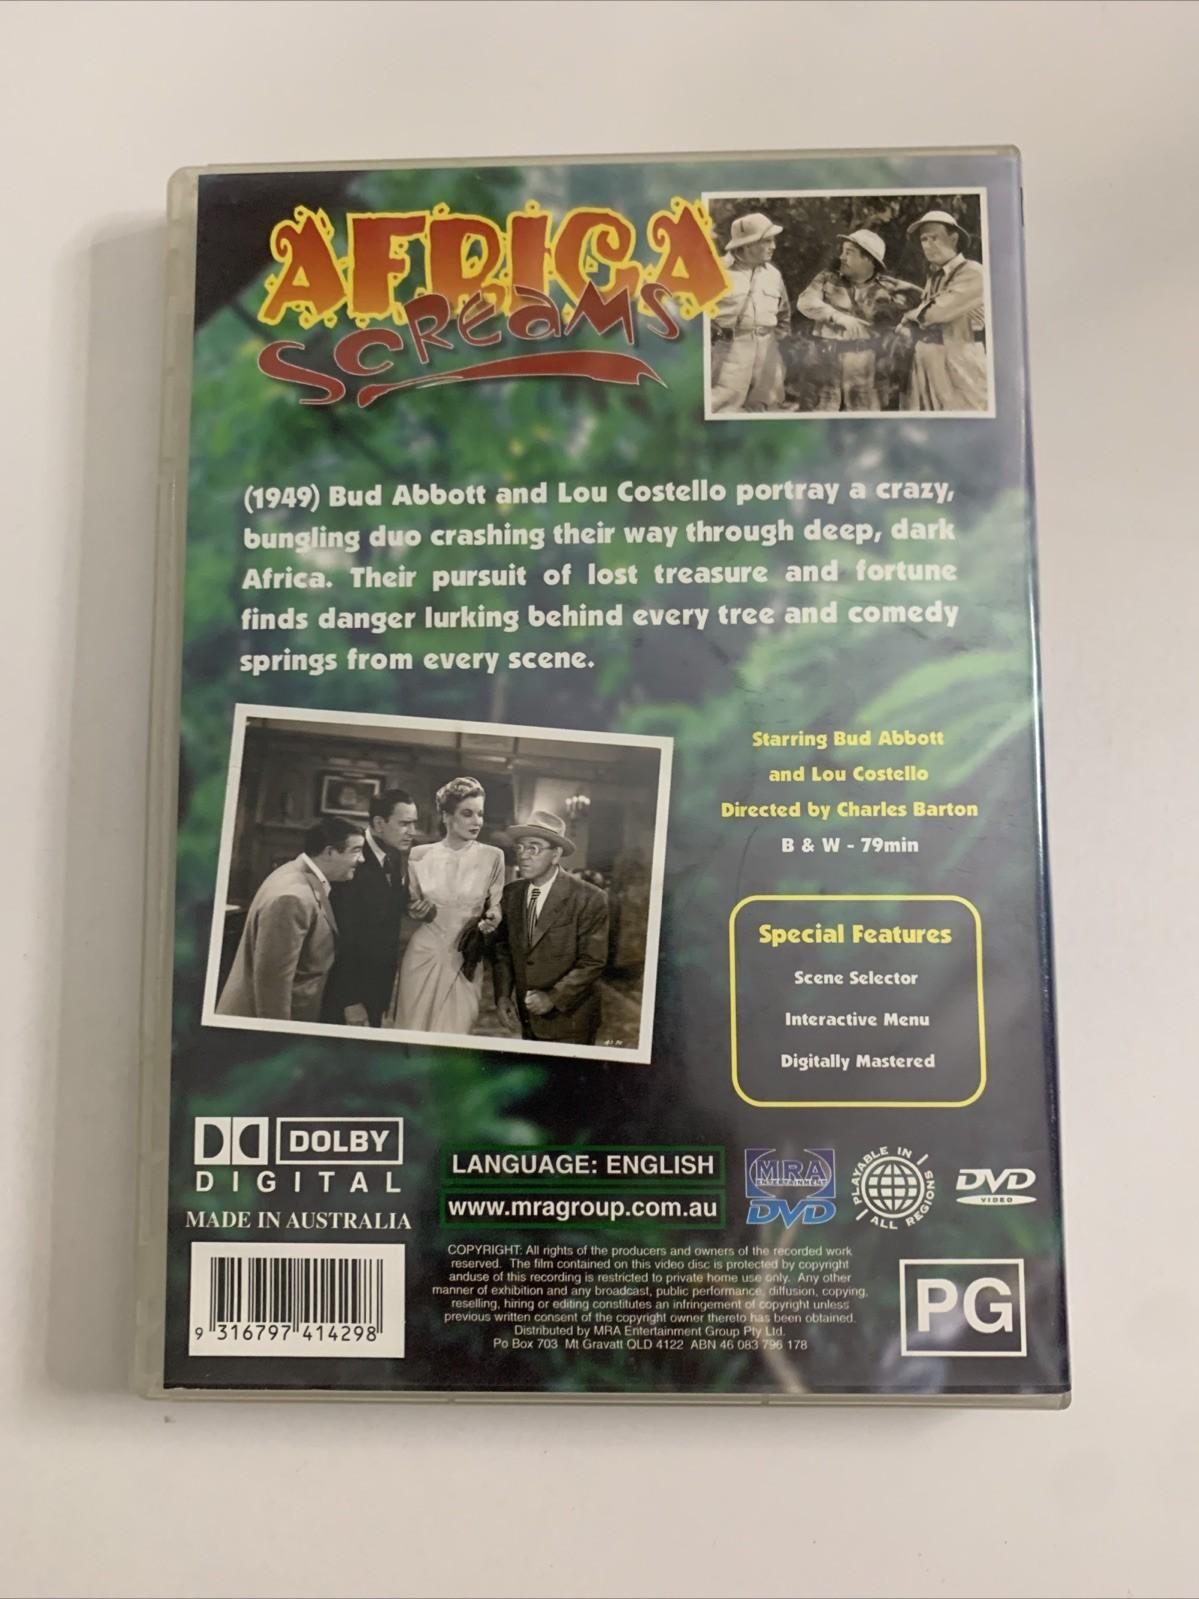 AFRICA
SCREAMS
(1949) Bud Abbott and Lou Costello portray a crazy,
bungling duo crashing their way through deep, dark
Africa. Their pursuit of lost treasure and fortune
finds danger lurking behind every tree and comedy
springs from every scene.
Starring Bud Abbott
and Lou Costello
Directed by Charles Barton
B & W - 79min
Special Features
Scene Selector
Interactive Menu
Digitally Mastered
DOLBY
DIGITAL
MADE IN AUSTRALIA
LANGUAGE: ENGLISH
www.mragroup.com.au
MRA
ENTERTAINMENT
DVD
PLAYABLE IN
ALL REGIONS
DVD
VIDEO
9 316797 414298
COPYRIGHT: All rights of the producers and owners of the recorded work
reserved. The film contained on this video disc is protected by copyright
anduse of this recording is restricted to private home use only. Any other
manner of exhibition and any broadcast, public performance, diffusion, copying,
reselling, hiring or editing constitutes an infringement of copyright unless
previous written consent of the copyright owner thereto has been obtained.
Distributed by MRA Entertainment Group Pty Ltd.
Po Box 703 Mt Gravatt QLD 4122 ABN 46 083 796 178
PG